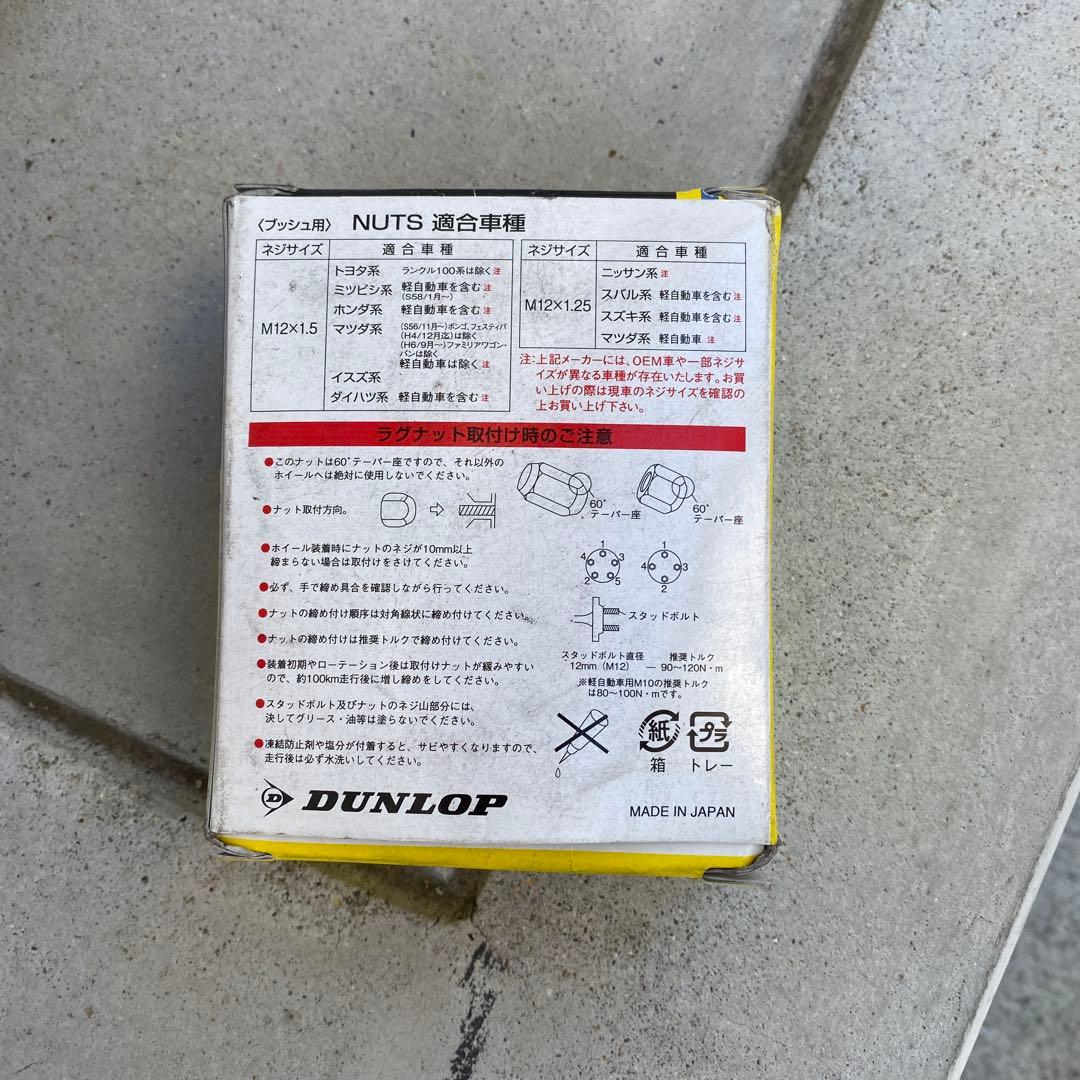 〈ブッシュ用〉 NUTS 適合車種
ネジサイズ 適合車種
M12×1.5
トヨタ系 ランクル100系は除く注
ミツビシ系 軽自動車を含む注
(S58/1月～)
ホンダ系 軽自動車を含む注
マツダ系 (S56/11月～)ボンゴ、フェスティバ
(H4/12月迄)は除く
(H6/9月～)ファミリアワゴン・
バンは除く
軽自動車は除く注
イスズ系
ダイハツ系 軽自動車を含む注
ネジサイズ 適合車種
M12×1.25
ニッサン系注
スバル系 軽自動車を含む注
スズキ系 軽自動車を含む注
マツダ系 軽自動車 注
注:上記メーカーには、OEM車や一部ネジサ
イズが異なる車種が存在いたします。お買
い上げの際は現車のネジサイズを確認の
上お買い上げ下さい。
ラグナット取付け時のご注意
●このナットは60°テーパー座ですので、それ以外の
ホイールへは絶対に使用しないでください。
●ナット取付方向。
60°
テーパー座
60°
テーパー座
●ホイール装着時にナットのネジが10mm以上
締まらない場合は取付けをさけてください。
●必ず、手で締め具合を確認しながら行ってください。
●ナットの締め付け順序は対角線状に締め付けてください。
●ナットの締め付けは推奨トルクで締め付けてください。
●装着初期やローテーション後は取付けナットが緩みやすい
ので、約100km走行後に増し締めをしてください。
●スタッドボルト及びナットのネジ山部分には、
決してグリース・油等は塗らないでください。
●凍結防止剤や塩分が付着すると、サビやすくなりますので、
走行後は必ず水洗いしてください。
1
4 3
2 5
1
4 3
2
スタッドボルト
スタッドボルト直径 推奨トルク
12mm (M12) — 90～120N・m
※軽自動車用M10の推奨トルク
は80～100N・mです。
紙 プラ
箱 トレー
D DUNLOP
MADE IN JAPAN